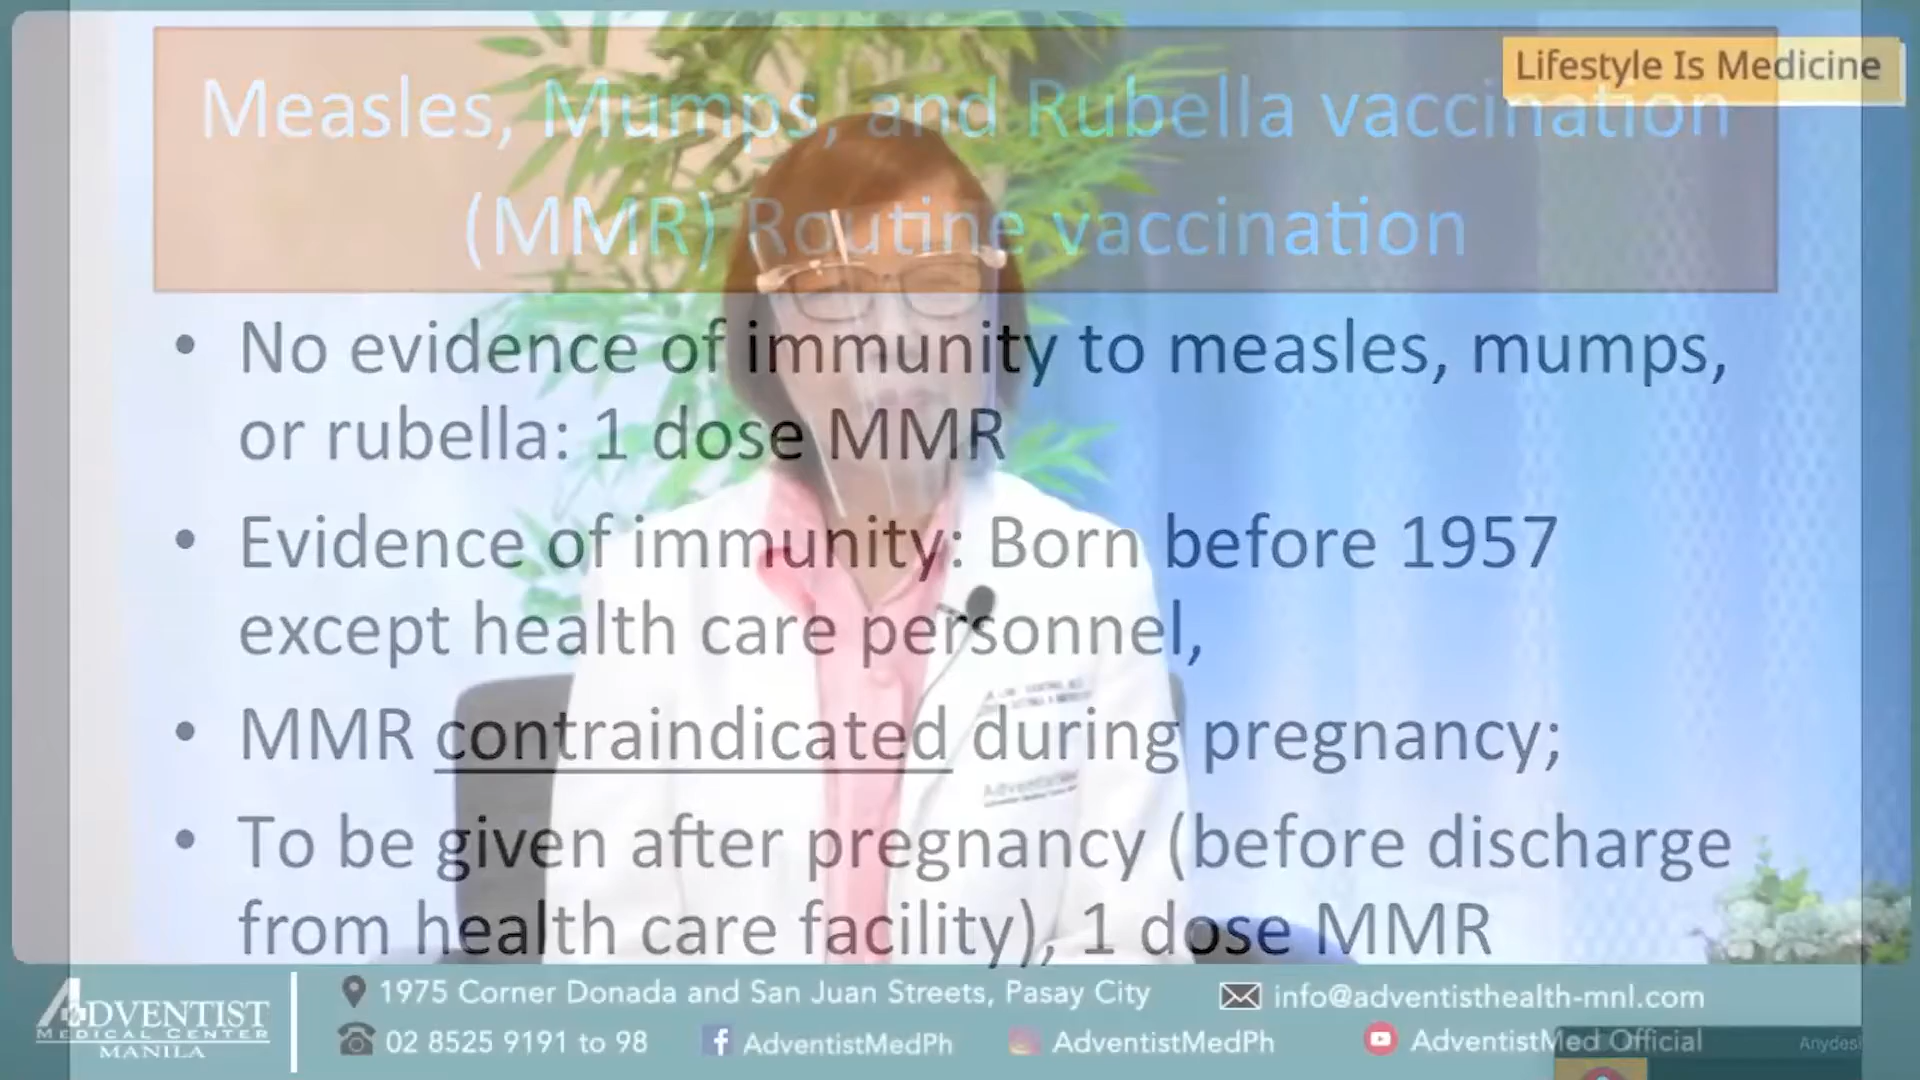 Lifestyle Is Medicine
Measles, Mumps, and Rubella vaccination
(MMR) Routine vaccination
• No evidence of immunity to measles, mumps,
or rubella: 1 dose MMR
• Evidence of immunity: Born before 1957
except health care personnel,
• MMR contraindicated during pregnancy;
• To be given after pregnancy (before discharge
from health care facility), 1 dose MMR
ADVENTIST
MEDICAL CENTER
MANILA
1975 Corner Donada and San Juan Streets, Pasay City
info@adventisthealth-mnl.com
02 8525 9191 to 98
AdventistMedPh
AdventistMedPh
AdventistMed Official